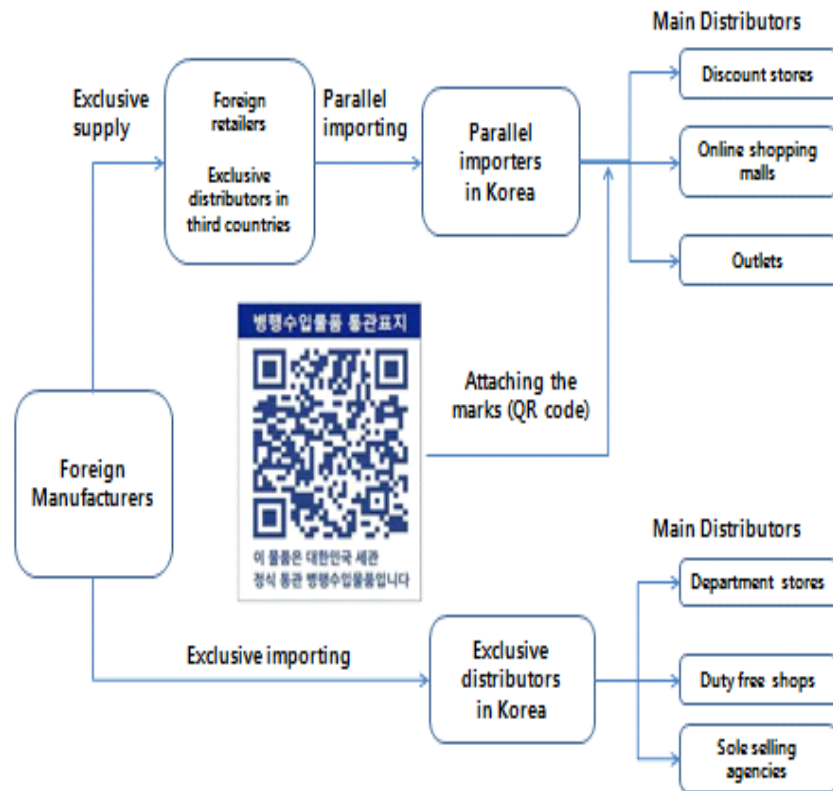 Main Distributors
Discount stores
Exclusive
supply
Foreign
retailers
Exclusive
distributors in
third countries
Parallel
importing
Parallel
importers
in Korea
Online shopping
malls
Outlets
병행수입물품 통관표지
이 물품은 대한민국 세관
정식 통관 병행수입물품입니다
Attaching the
marks (QR code)
Foreign
Manufacturers
Main Distributors
Department stores
Exclusive importing
Exclusive
distributors
in Korea
Duty free shops
Sole selling
agencies